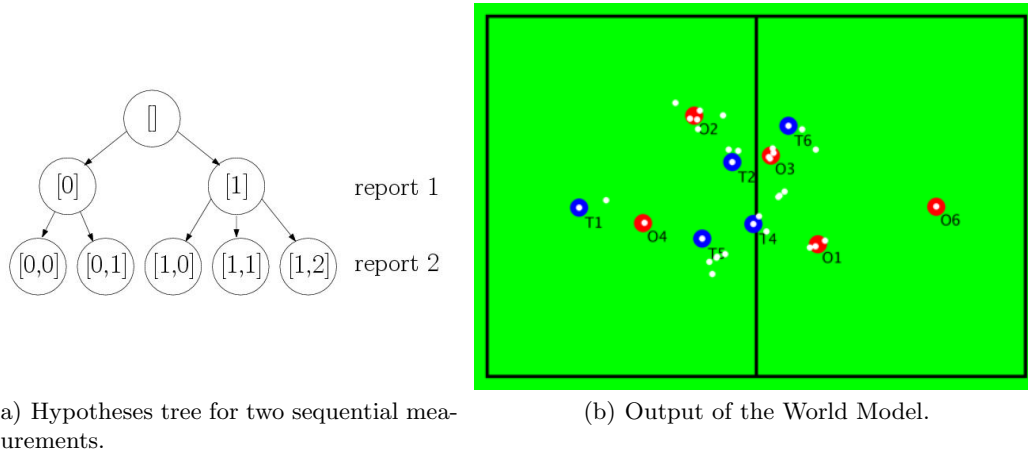 []
[0] [1] report 1
[0,0] [0,1] [1,0] [1,1] [1,2] report 2
O2
T6
O3
T2
T1
O6
O4
T4
T5
O1
a) Hypotheses tree for two sequential mea-
urements.
(b) Output of the World Model.